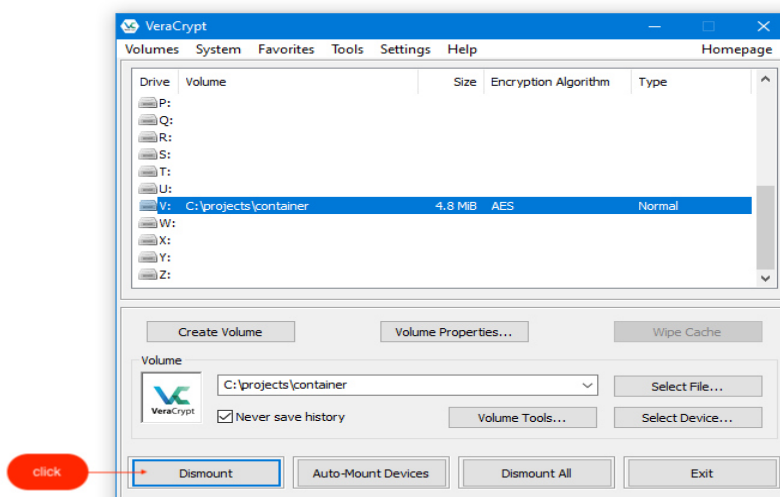 VeraCrypt
Volumes System Favorites Tools Settings Help Homepage
Drive Volume Size Encryption Algorithm Type
P:
Q:
R:
S:
T:
U:
V: C:\projects\container 4.8 MiB AES Normal
W:
X:
Y:
Z:
Create Volume Volume Properties... Wipe Cache
Volume
C:\projects\container Select File...
VeraCrypt Never save history Volume Tools... Select Device...
click Dismount Auto-Mount Devices Dismount All Exit